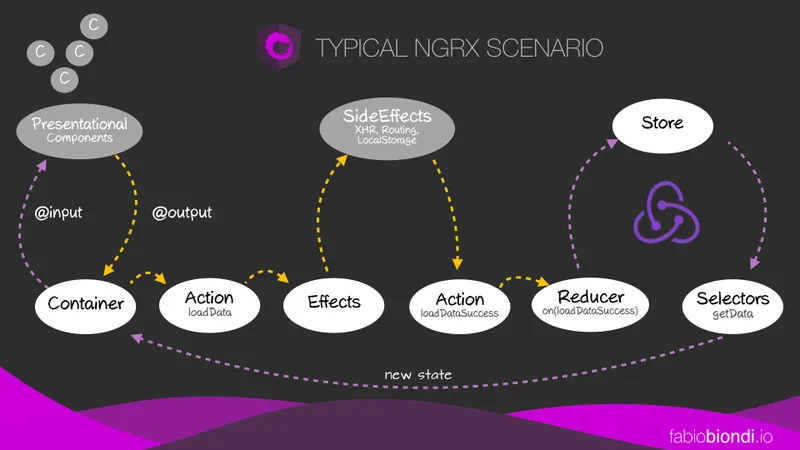 C
C
C
C
TYPICAL NGRX SCENARIO
Presentational
Components
SideEffects
XHR, Routing,
LocalStorage
Store
@input
@output
Container
Action
loadData
Effects
Action
loadDataSuccess
Reducer
on(loadDataSuccess)
Selectors
getData
new state
fabiobiondi.io